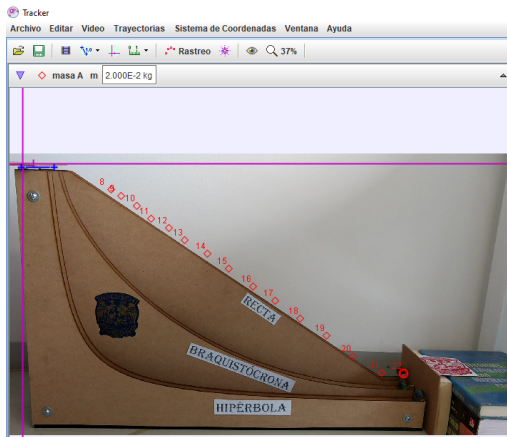 Tracker
Archivo Editar Video Trayectorias Sistema de Coordenadas Ventana Ayuda
Rastreo 37%
masa A m 2.000E-2 kg
8
9
10
11
12
13
14
15
16
17
18
19
20
RECTA
BRAQUISTÓCRONA
HIPÉRBOLA